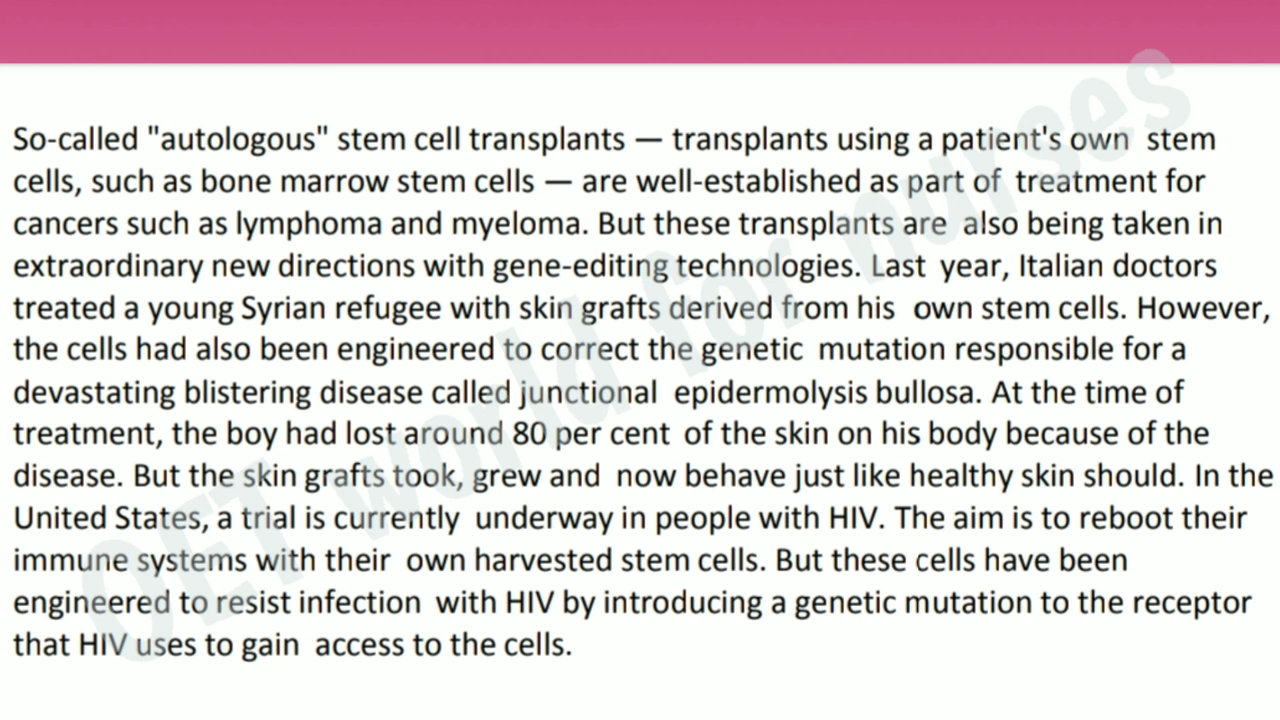 So-called "autologous" stem cell transplants — transplants using a patient's own stem
cells, such as bone marrow stem cells — are well-established as part of treatment for
cancers such as lymphoma and myeloma. But these transplants are also being taken in
extraordinary new directions with gene-editing technologies. Last year, Italian doctors
treated a young Syrian refugee with skin grafts derived from his own stem cells. However,
the cells had also been engineered to correct the genetic mutation responsible for a
devastating blistering disease called junctional epidermolysis bullosa. At the time of
treatment, the boy had lost around 80 per cent of the skin on his body because of the
disease. But the skin grafts took, grew and now behave just like healthy skin should. In the
United States, a trial is currently underway in people with HIV. The aim is to reboot their
immune systems with their own harvested stem cells. But these cells have been
engineered to resist infection with HIV by introducing a genetic mutation to the receptor
that HIV uses to gain access to the cells.
OET world for nurses